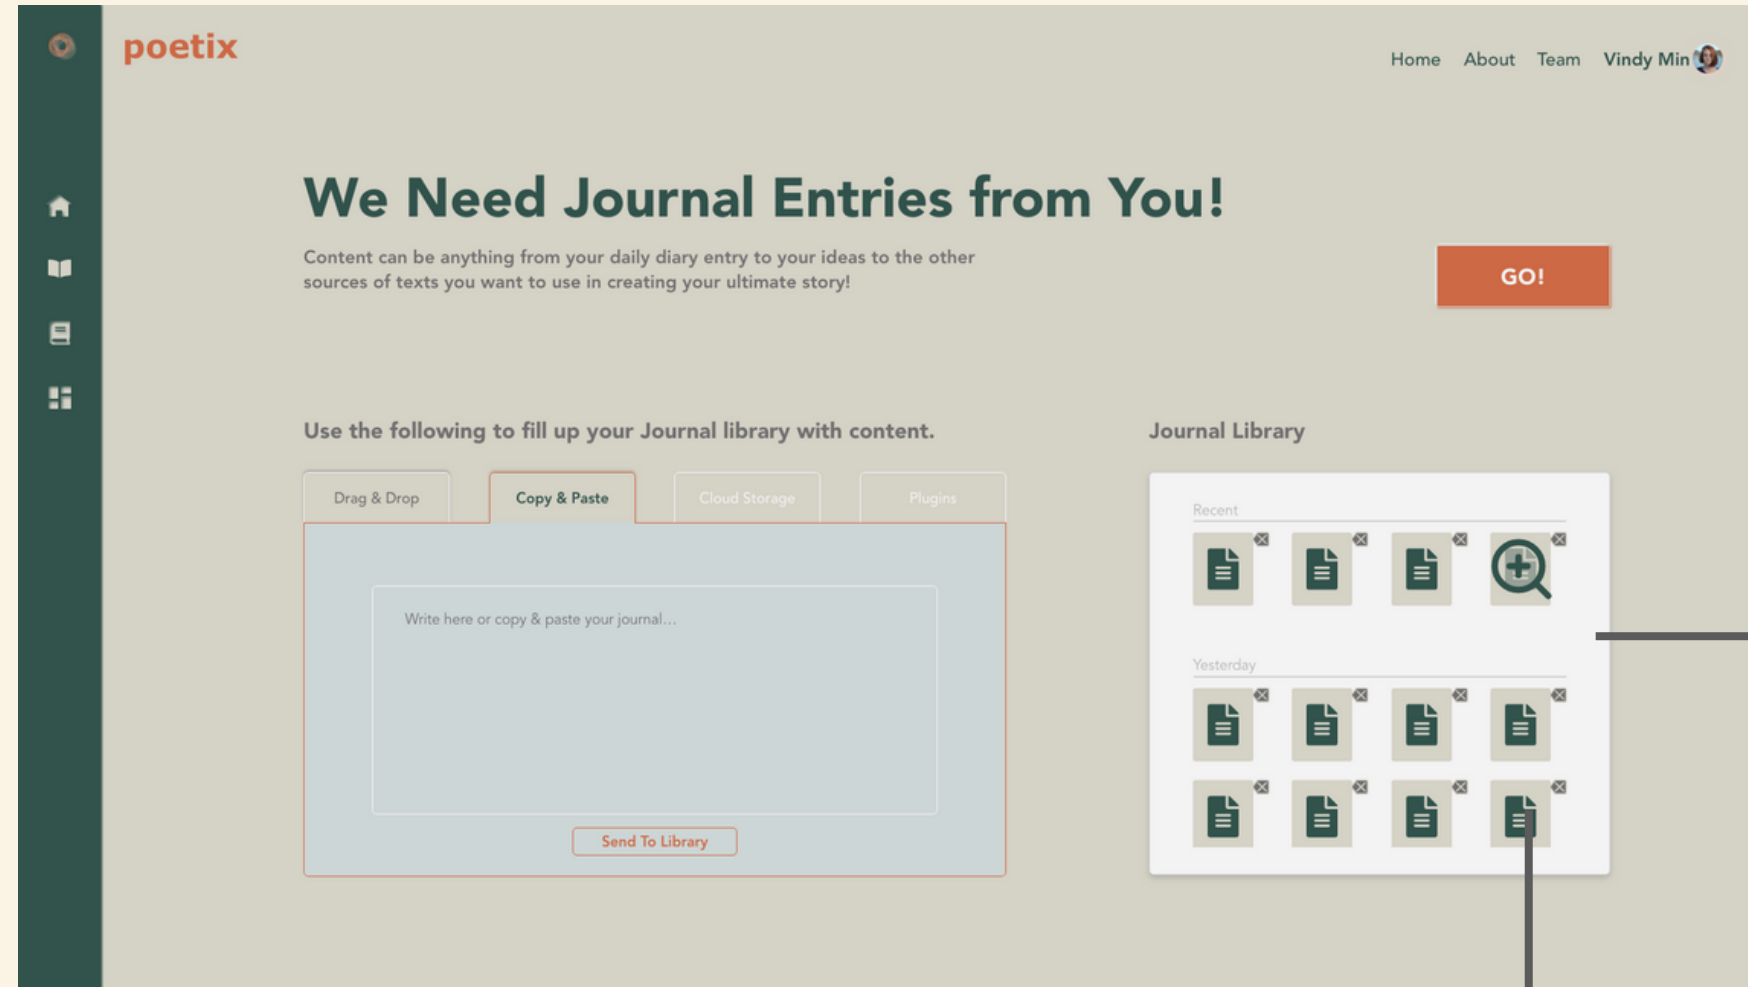 poetix
Home About Team Vindy Min
We Need Journal Entries from You!
Content can be anything from your daily diary entry to your ideas to the other
sources of texts you want to use in creating your ultimate story!
GO!
Use the following to fill up your Journal library with content.
Journal Library
Drag & Drop Copy & Paste Cloud Storage Plugins
Recent
Write here or copy & paste your journal...
Yesterday
Send To Library